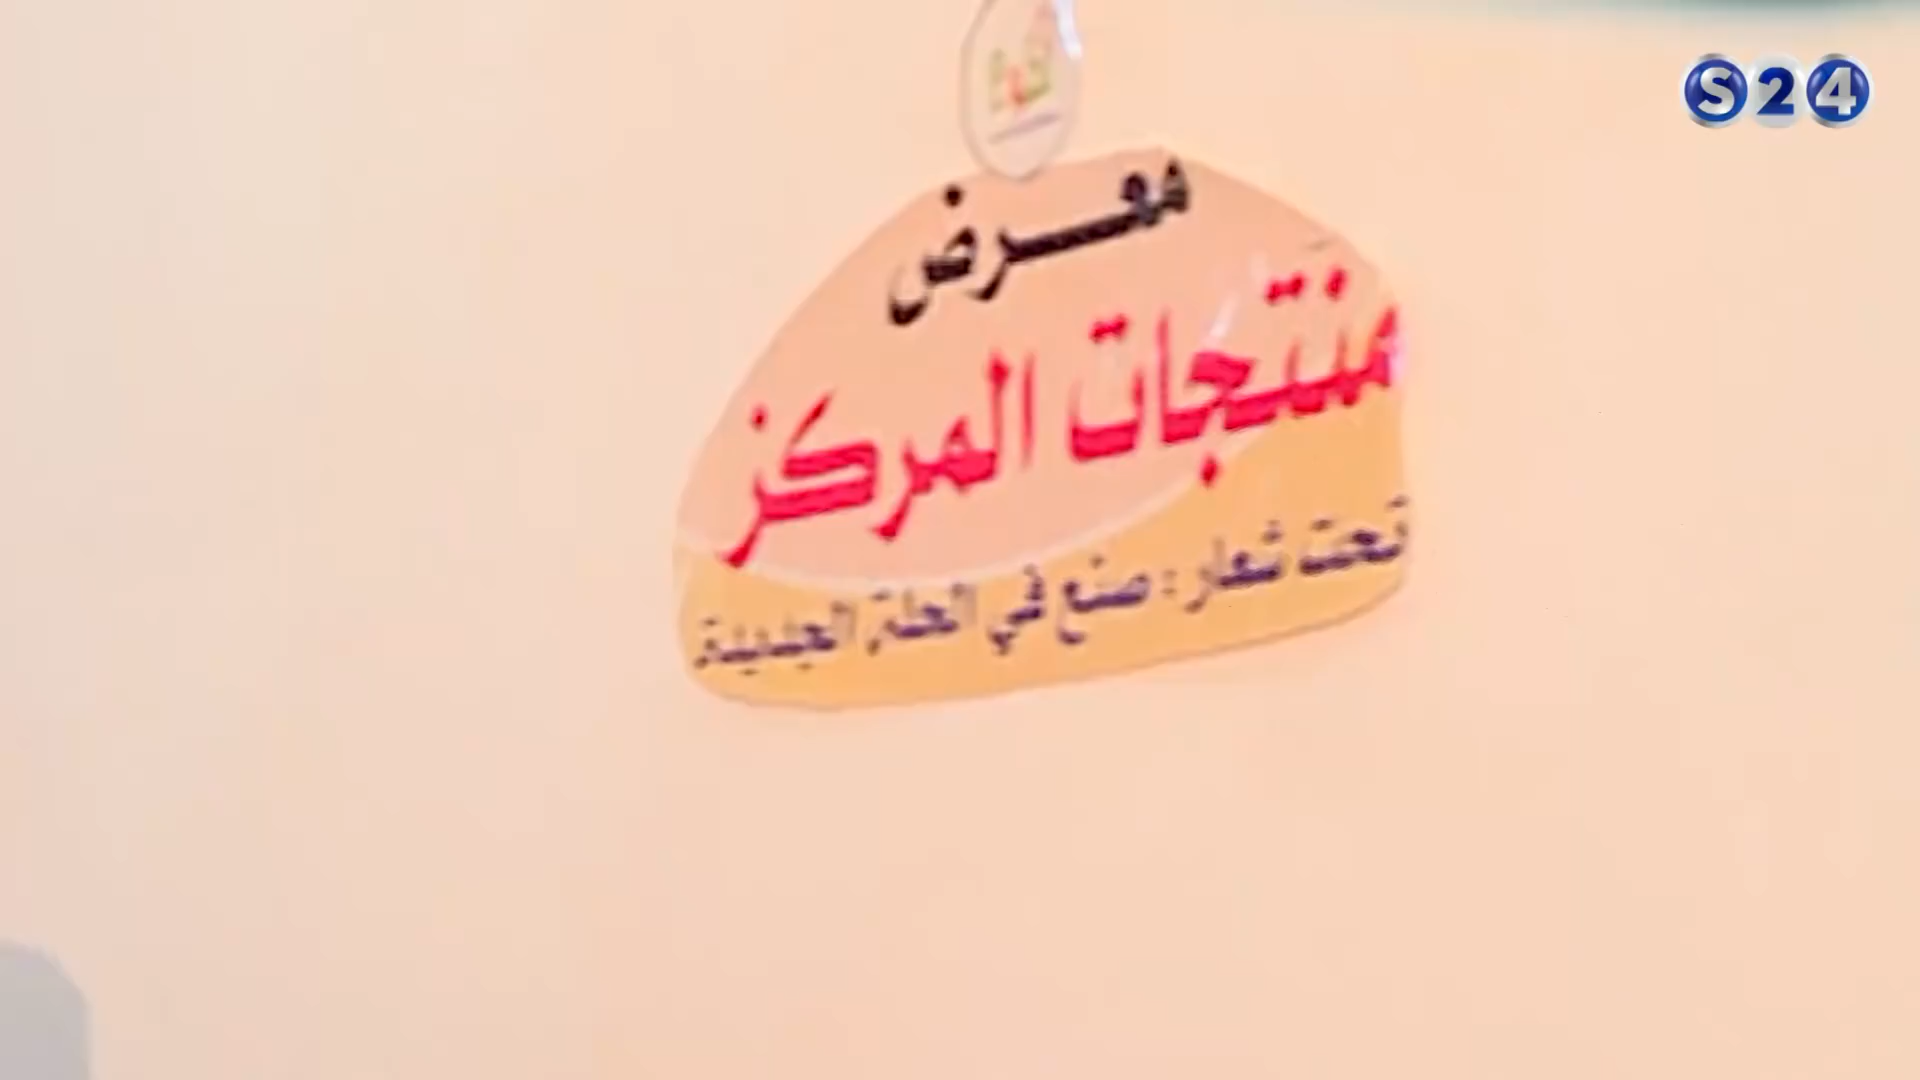 S24
معرض
منتجات المركز
تحت شعار : صنع في الحلة الجديدة